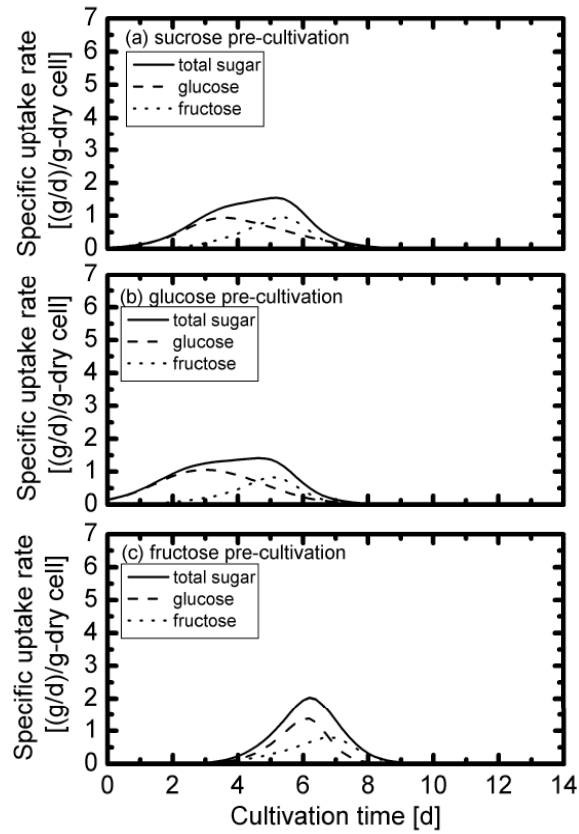 Specific uptake rate
[(g/d)/g-dry cell]
7
6
5
4
3
2
1
0
(a) sucrose pre-cultivation
total sugar
glucose
fructose
Specific uptake rate
[(g/d)/g-dry cell]
7
6
5
4
3
2
1
0
(b) glucose pre-cultivation
total sugar
glucose
fructose
Specific uptake rate
[(g/d)/g-dry cell]
7
6
5
4
3
2
1
0
(c) fructose pre-cultivation
total sugar
glucose
fructose
0 2 4 6 8 10 12 14
Cultivation time [d]